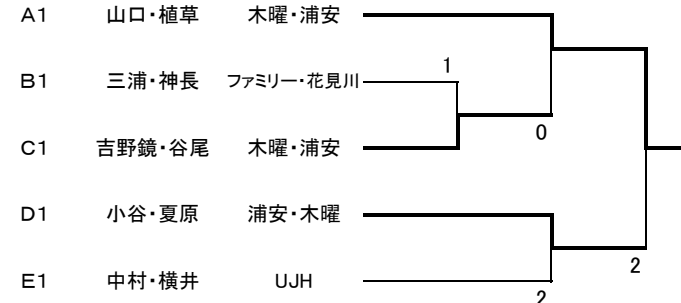 A1 山口・植草 木曜・浦安
1
B1 三浦・神長 ファミリー・花見川
0
C1 吉野鏡・谷尾 木曜・浦安
D1 小谷・夏原 浦安・木曜
2
E1 中村・横井 UJH
2